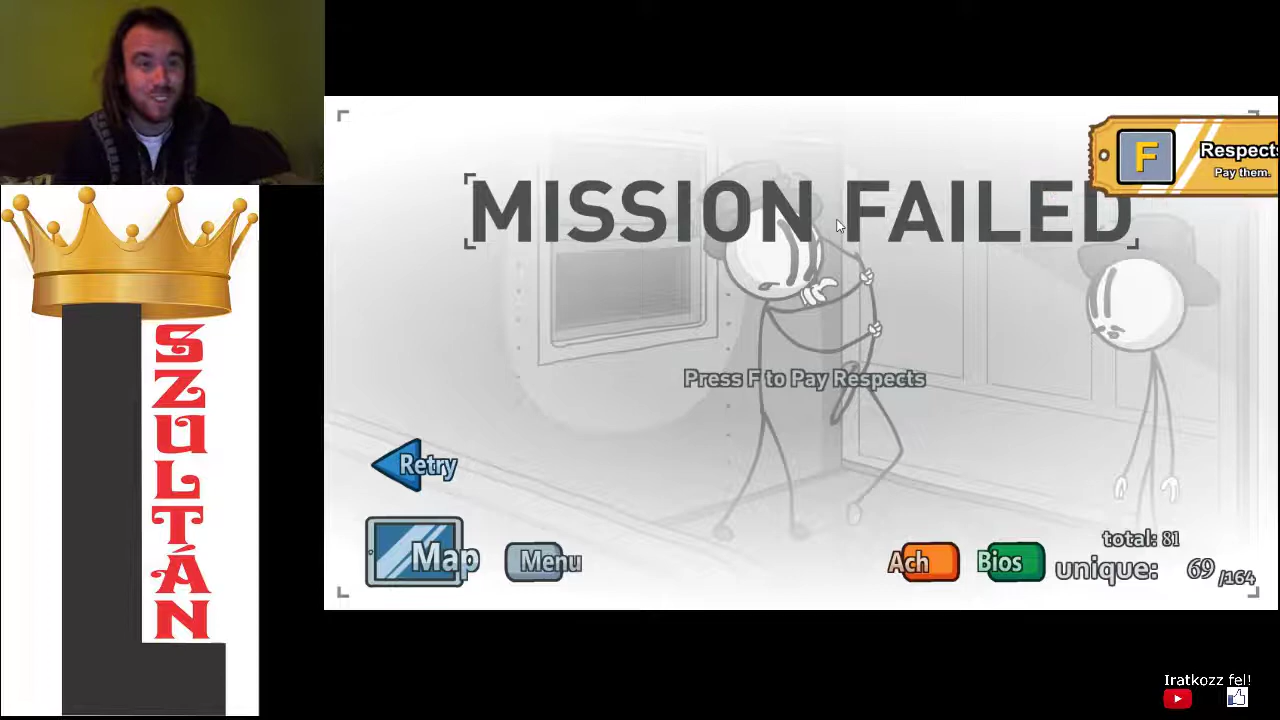 MISSION FAILED
F
Respects
Pay them.
Press F to Pay Respects
Retry
Map
Menu
Ach
Bios
total: 81
unique: 69 /164
L
SZULTÁN
Iratkozz fel!